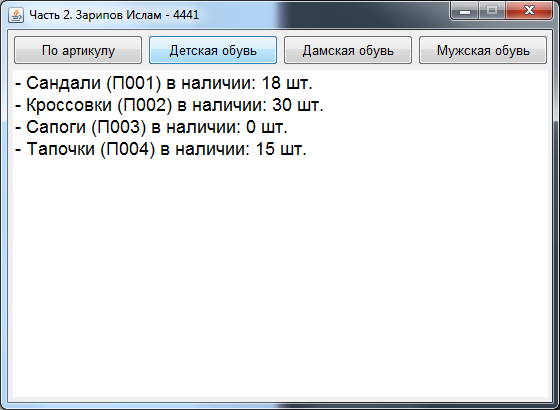 Часть 2. Зарипов Ислам - 4441
По артикулу Детская обувь Дамская обувь Мужская обувь
- Сандали (П001) в наличии: 18 шт.
- Кроссовки (П002) в наличии: 30 шт.
- Сапоги (П003) в наличии: 0 шт.
- Тапочки (П004) в наличии: 15 шт.